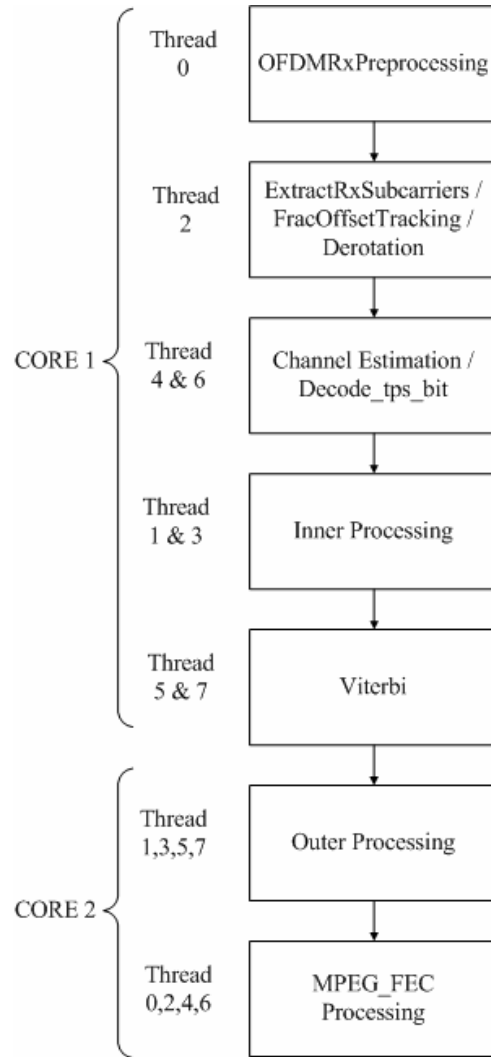 Thread
0
OFDMRxPreprocessing
Thread
2
ExtractRxSubcarriers /
FracOffsetTracking /
Derotation
CORE 1
Thread
4 & 6
Channel Estimation /
Decode_tps_bit
Thread
1 & 3
Inner Processing
Thread
5 & 7
Viterbi
Thread
1,3,5,7
Outer Processing
CORE 2
Thread
0,2,4,6
MPEG_FEC
Processing